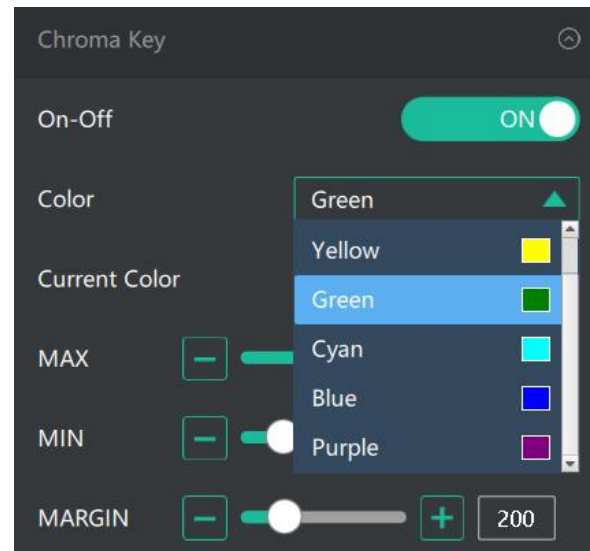 Chroma Key
On-Off ON
Color Green
Yellow
Current Color
Green
MAX Cyan
Blue
MIN Purple
MARGIN 200